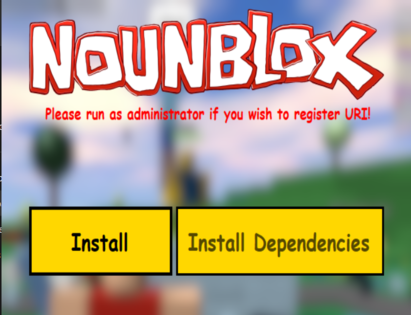 NOUNBLOX
Please run as administrator if you wish to register URI!
Install
Install Dependencies